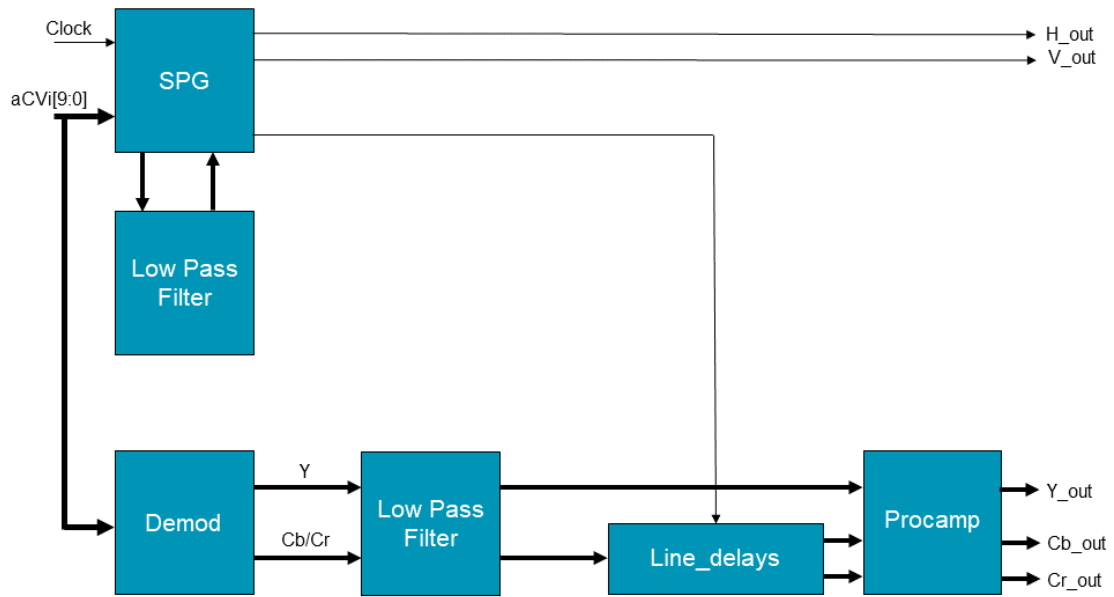 Clock
H_out
V_out
SPG
aCVi[9:0]
Low Pass
Filter
Y
Low Pass
Filter
Demod
Cb/Cr
Line_delays
Procamp
Y_out
Cb_out
Cr_out